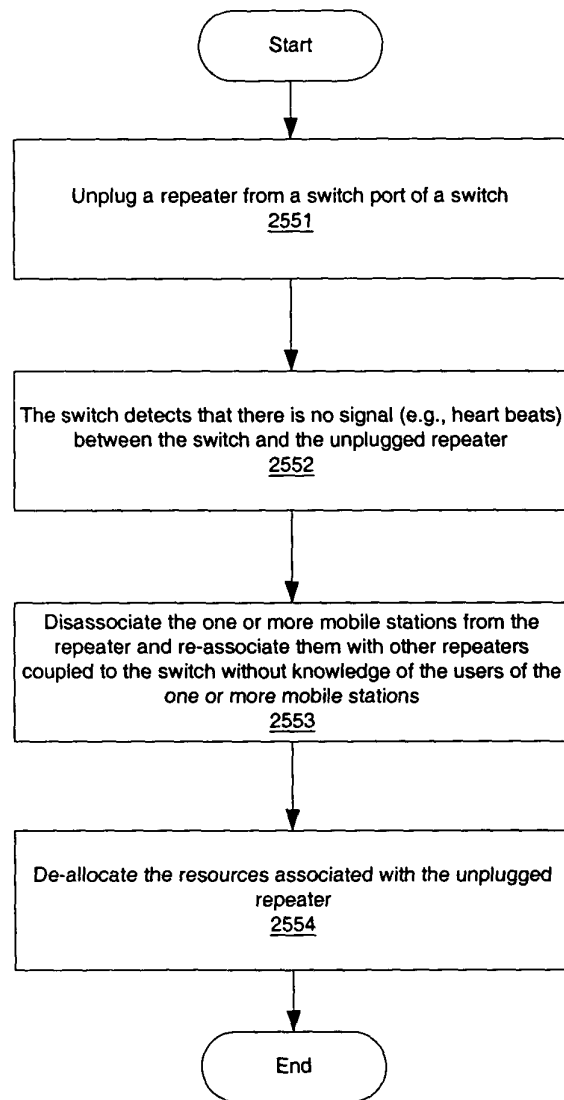 Start
Unplug a repeater from a switch port of a switch
2551
The switch detects that there is no signal (e.g., heart beats)
between the switch and the unplugged repeater
2552
Disassociate the one or more mobile stations from the
repeater and re-associate them with other repeaters
coupled to the switch without knowledge of the users of the
one or more mobile stations
2553
De-allocate the resources associated with the unplugged
repeater
2554
End